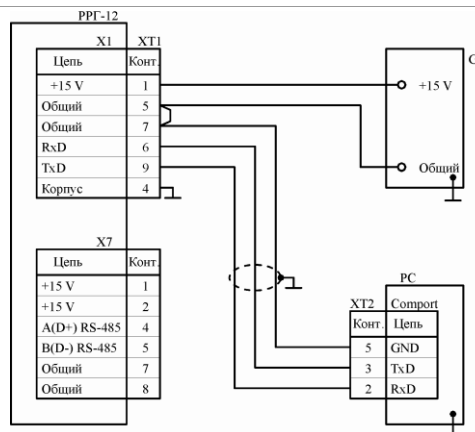 РРГ-12
X1 XT1
Цепь Конт.
+15 V 1
Общий 5
Общий 7
RxD 6
TxD 9
Корпус 4
+15 V
Общий
X7
Цепь Конт.
+15 V 1
+15 V 2
A(D+) RS-485 4
B(D-) RS-485 5
Общий 7
Общий 8
PC
XT2 Comport
Конт. Цепь
5 GND
3 TxD
2 RxD